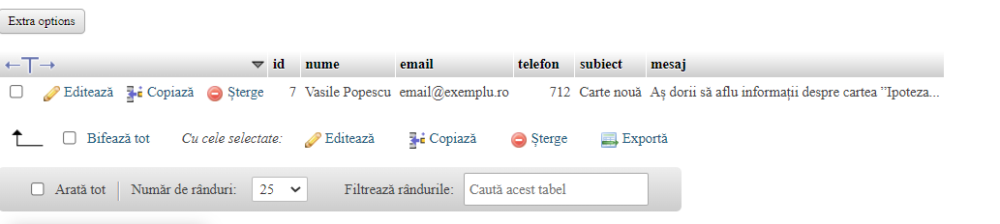 Extra options
id nume email telefon subiect mesaj
Editează Copiază Șterge 7 Vasile Popescu email@exemplu.ro 712 Carte nouă Aș dorii să aflu informații despre cartea ”Ipoteza...
Bifează tot Cu cele selectate: Editează Copiază Șterge Exportă
Arată tot Număr de rânduri: 25 Filtrează rândurile: Caută acest tabel